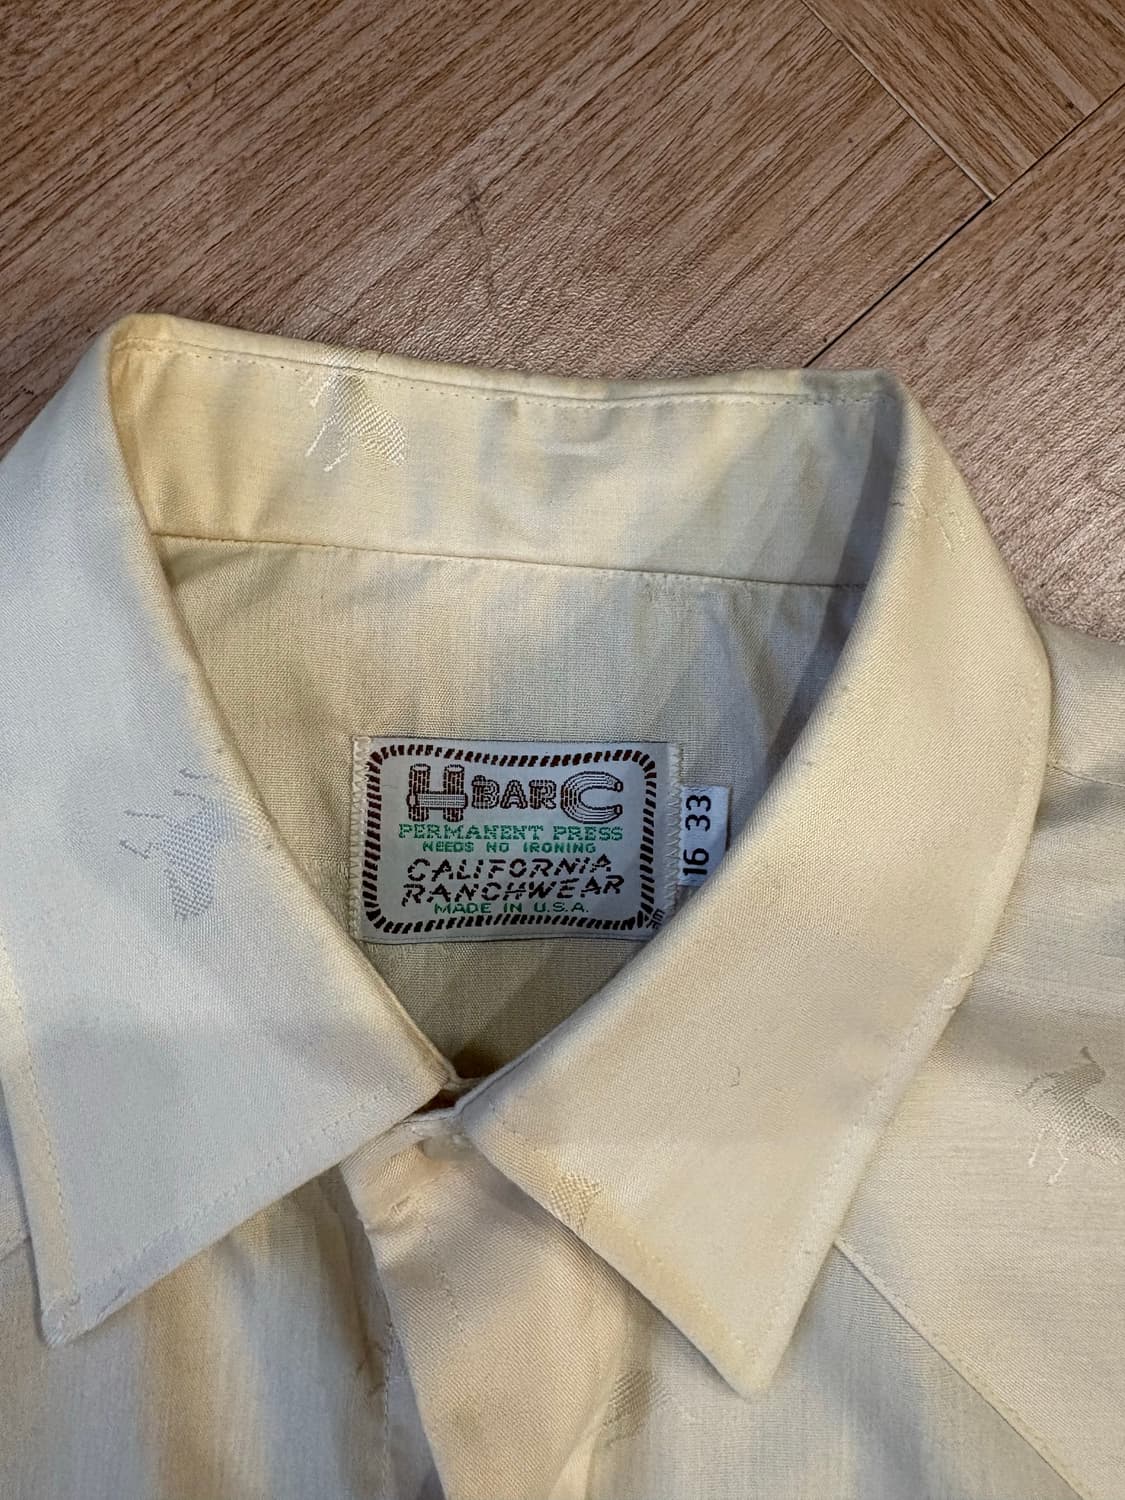 H BAR C
PERMANENT PRESS
NEEDS NO IRONING
CALIFORNIA
RANCHWEAR
MADE IN U.S.A.
16 33